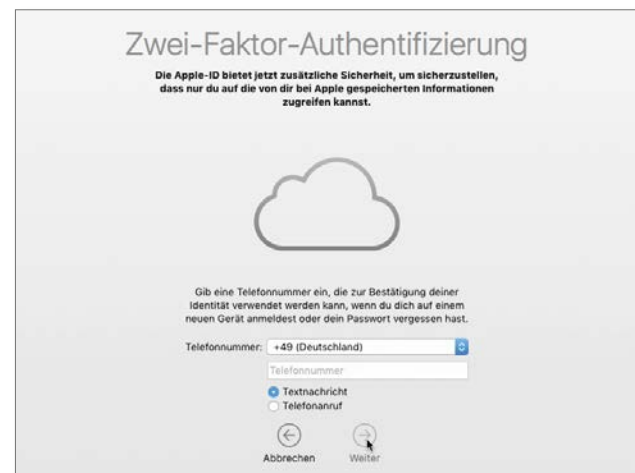 Zwei-Faktor-Authentifizierung
Die Apple-ID bietet jetzt zusätzliche Sicherheit, um sicherzustellen,
dass nur du auf die von dir bei Apple gespeicherten Informationen
zugreifen kannst.
Gib eine Telefonnummer ein, die zur Bestätigung deiner
Identität verwendet werden kann, wenn du dich auf einem
neuen Gerät anmeldest oder dein Passwort vergessen hast.
Telefonnummer: +49 (Deutschland)
Telefonnummer
Textnachricht
Telefonanruf
Abbrechen Weiter